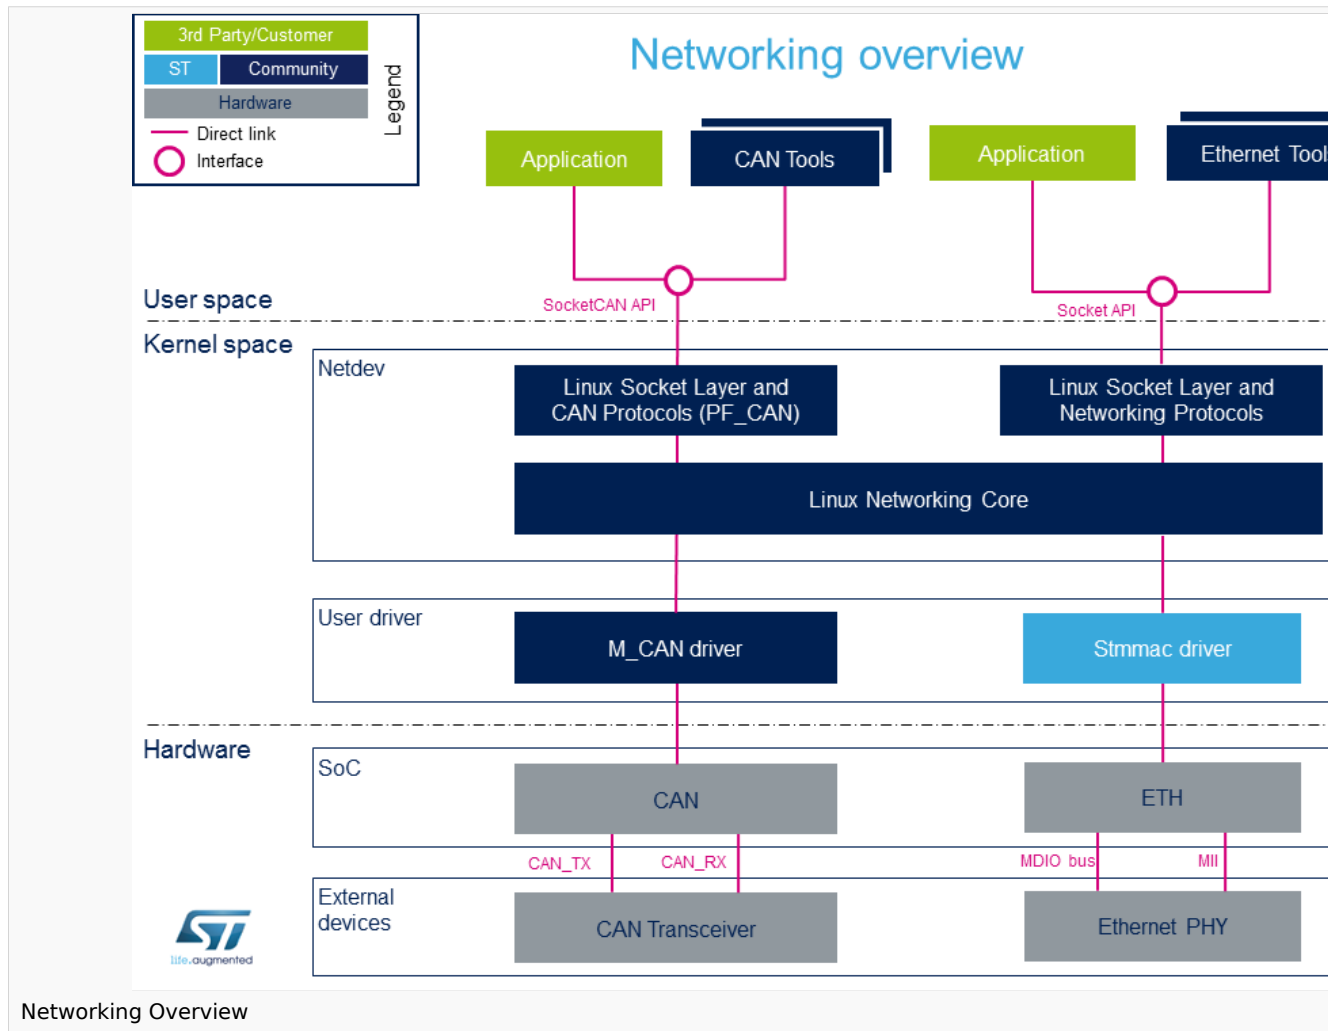 3rd Party/Customer
ST
Community
Hardware
Direct link
Interface
Legend
Networking overview
Application
CAN Tools
Application
Ethernet Tools
SocketCAN API
Socket API
User space
Kernel space
Netdev
Linux Socket Layer and
CAN Protocols (PF_CAN)
Linux Socket Layer and
Networking Protocols
Linux Networking Core
User driver
M_CAN driver
Stmmac driver
Hardware
SoC
CAN
ETH
CAN_TX
CAN_RX
MDIO bus
MII
External
devices
CAN Transceiver
Ethernet PHY
ST
life.augmented
Networking Overview